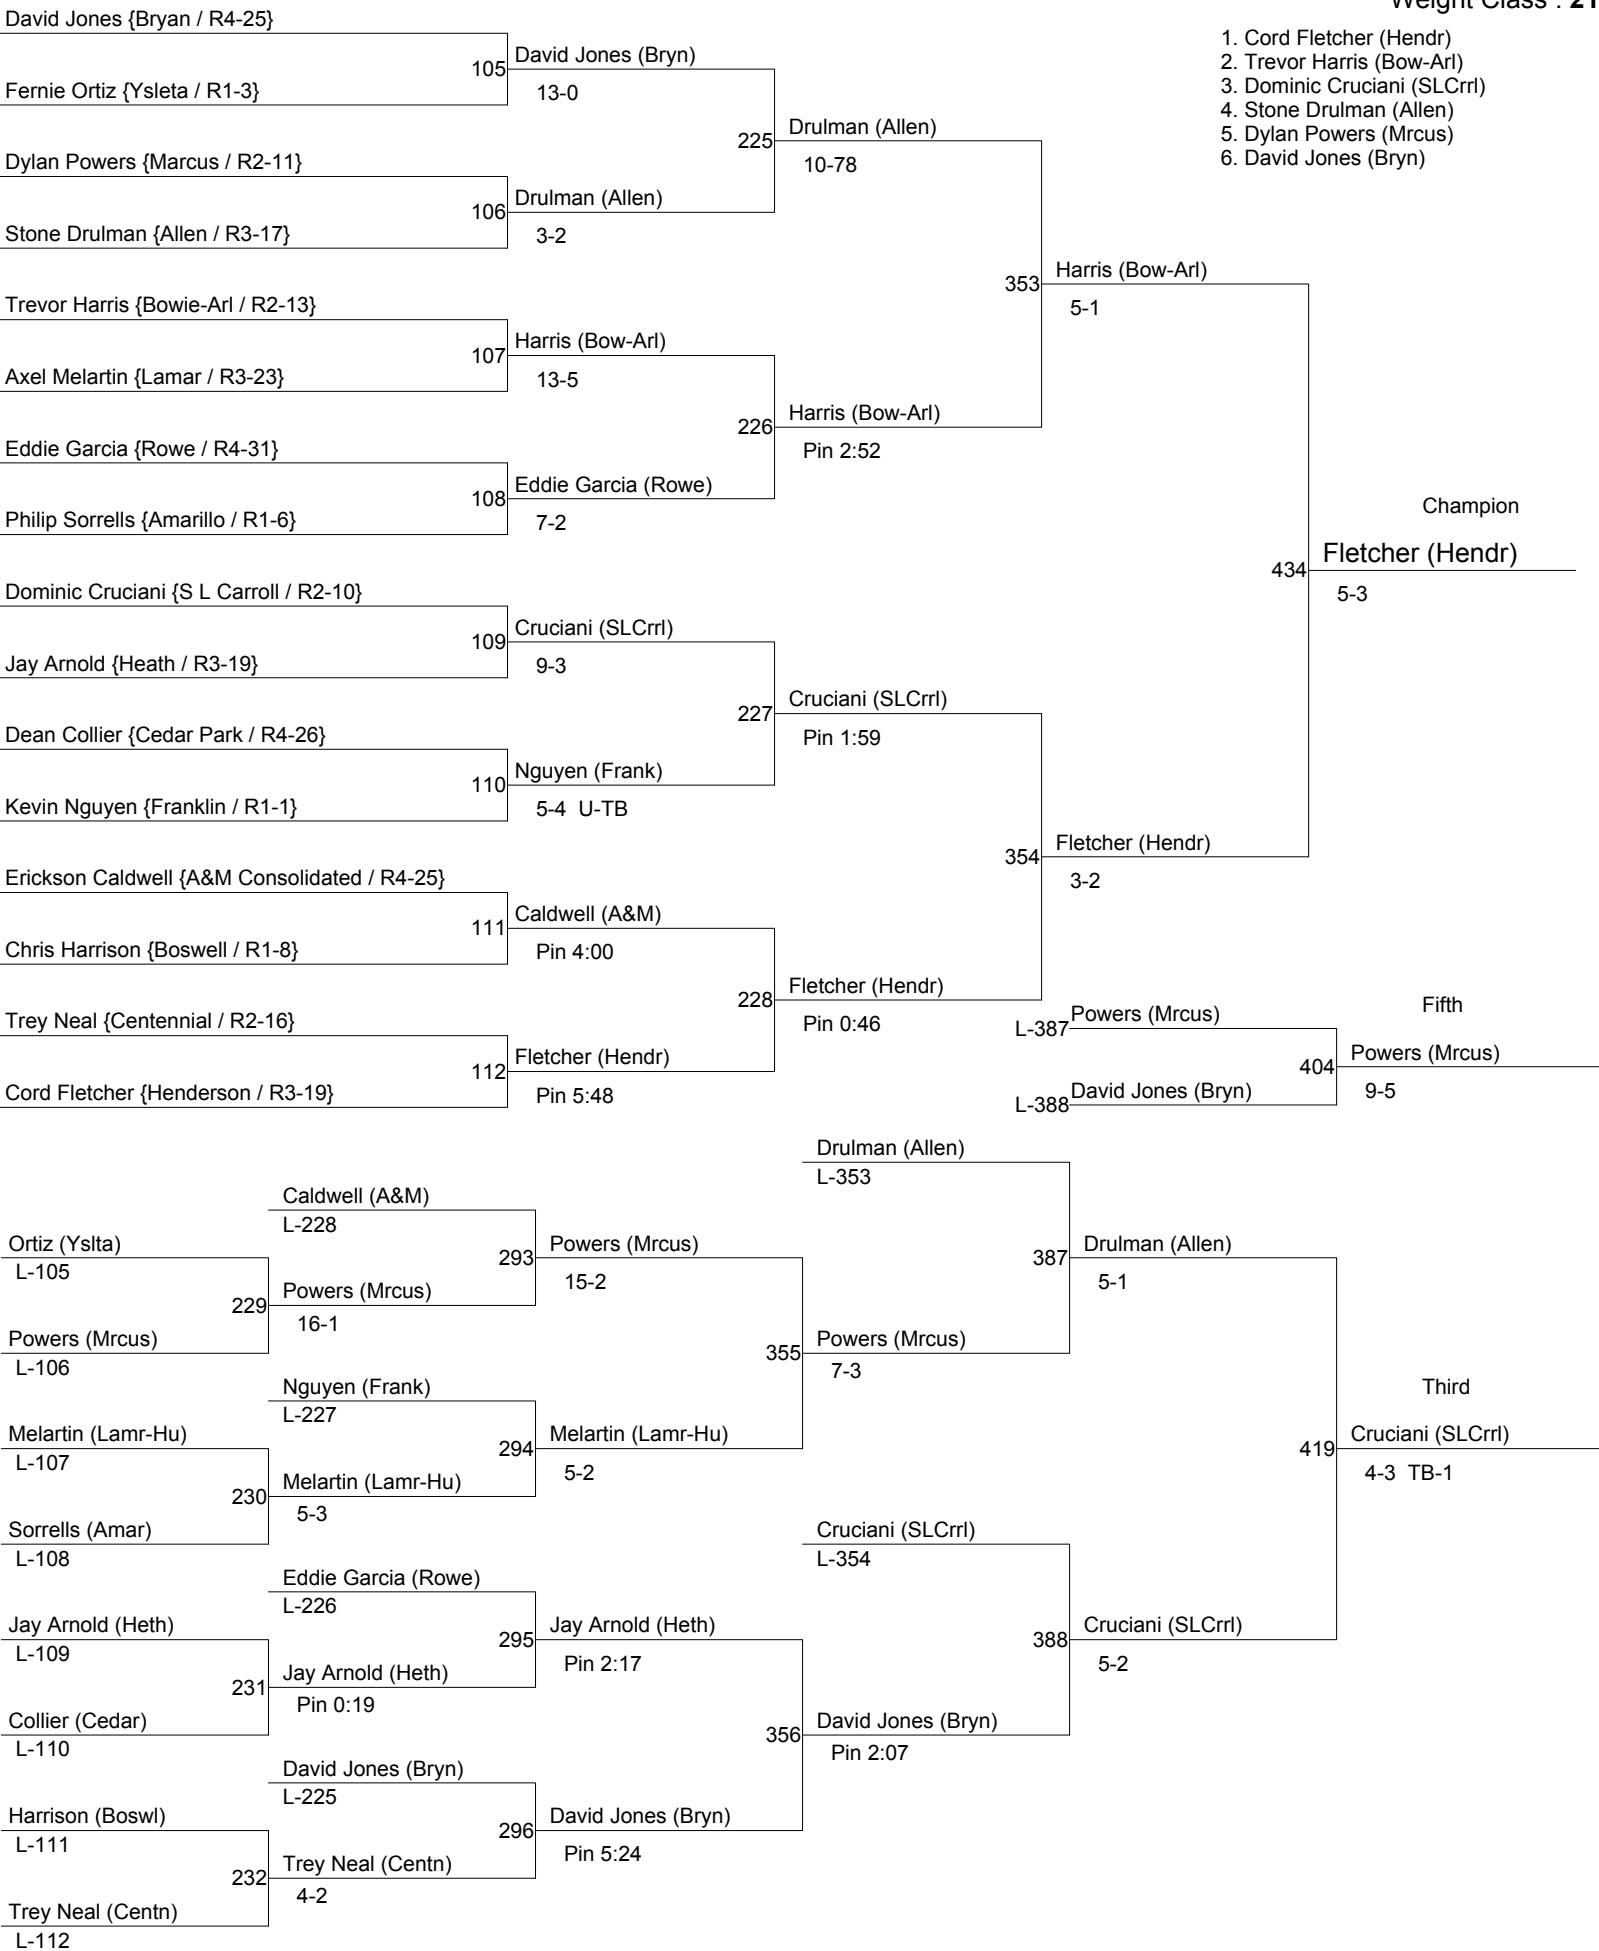 Weight Class : 21
1. Cord Fletcher (Hendr)
2. Trevor Harris (Bow-Arl)
3. Dominic Cruciani (SLCrrl)
4. Stone Drulman (Allen)
5. Dylan Powers (Mrcus)
6. David Jones (Bryn)
David Jones {Bryan / R4-25}
Fernie Ortiz {Ysleta / R1-3}
Dylan Powers {Marcus / R2-11}
Stone Drulman {Allen / R3-17}
Trevor Harris {Bowie-Arl / R2-13}
Axel Melartin {Lamar / R3-23}
Eddie Garcia {Rowe / R4-31}
Philip Sorrells {Amarillo / R1-6}
Dominic Cruciani {S L Carroll / R2-10}
Jay Arnold {Heath / R3-19}
Dean Collier {Cedar Park / R4-26}
Kevin Nguyen {Franklin / R1-1}
Erickson Caldwell {A&M Consolidated / R4-25}
Chris Harrison {Boswell / R1-8}
Trey Neal {Centennial / R2-16}
Cord Fletcher {Henderson / R3-19}
105 David Jones (Bryn)
13-0
106 Drulman (Allen)
3-2
107 Harris (Bow-Arl)
13-5
108 Eddie Garcia (Rowe)
7-2
109 Cruciani (SLCrrl)
9-3
110 Nguyen (Frank)
5-4 U-TB
111 Caldwell (A&M)
Pin 4:00
112 Fletcher (Hendr)
Pin 5:48
225 Drulman (Allen)
10-78
226 Harris (Bow-Arl)
Pin 2:52
227 Cruciani (SLCrrl)
Pin 1:59
228 Fletcher (Hendr)
Pin 0:46
353 Harris (Bow-Arl)
5-1
354 Fletcher (Hendr)
3-2
Champion
434 Fletcher (Hendr)
5-3
Fifth
L-387 Powers (Mrcus)
L-388 David Jones (Bryn)
404 Powers (Mrcus)
9-5
Ortiz (Yslta)
L-105
Powers (Mrcus)
L-106
Melartin (Lamr-Hu)
L-107
Sorrells (Amar)
L-108
Jay Arnold (Heth)
L-109
Collier (Cedar)
L-110
Harrison (Boswl)
L-111
Trey Neal (Centn)
L-112
Caldwell (A&M)
L-228
229 Powers (Mrcus)
16-1
Nguyen (Frank)
L-227
230 Melartin (Lamr-Hu)
5-3
Eddie Garcia (Rowe)
L-226
231 Jay Arnold (Heth)
Pin 0:19
David Jones (Bryn)
L-225
232 Trey Neal (Centn)
4-2
293 Powers (Mrcus)
15-2
294 Melartin (Lamr-Hu)
5-2
295 Jay Arnold (Heth)
Pin 2:17
296 David Jones (Bryn)
Pin 5:24
Drulman (Allen)
L-353
355 Powers (Mrcus)
7-3
Cruciani (SLCrrl)
L-354
356 David Jones (Bryn)
Pin 2:07
387 Drulman (Allen)
5-1
388 Cruciani (SLCrrl)
5-2
Third
419 Cruciani (SLCrrl)
4-3 TB-1